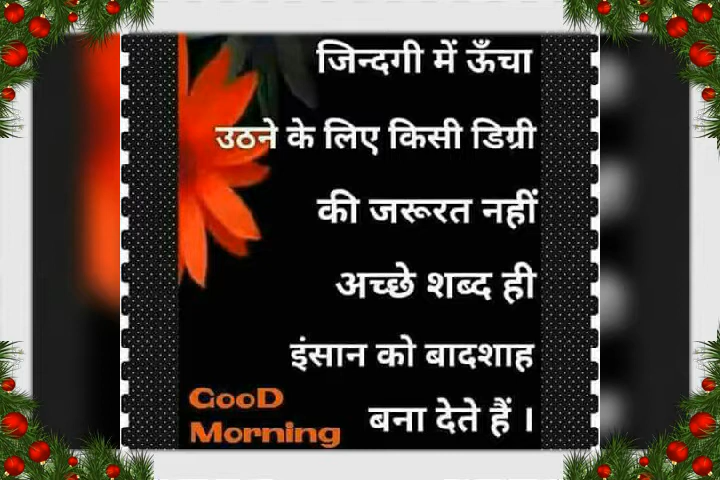 जिन्दगी में ऊँचा
उठने के लिए किसी डिग्री
की जरूरत नहीं
अच्छे शब्द ही
इंसान को बादशाह
बना देते हैं ।
GooD
Morning